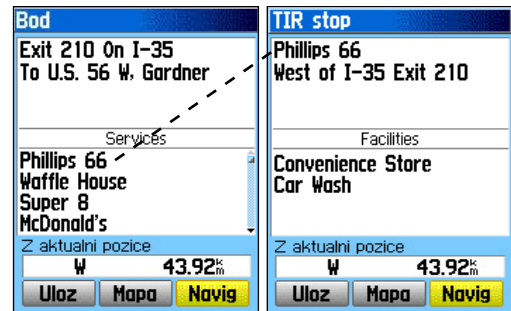 Bod
Exit 210 On I-35
To U.S. 56 W, Gardner
Services
Phillips 66
Waffle House
Super 8
McDonald's
Z aktualni pozice
W 43.92km
Uloz Mapa Navig
TIR stop
Phillips 66
West of I-35 Exit 210
Facilities
Convenience Store
Car Wash
Z aktualni pozice
W 43.92km
Uloz Mapa Navig